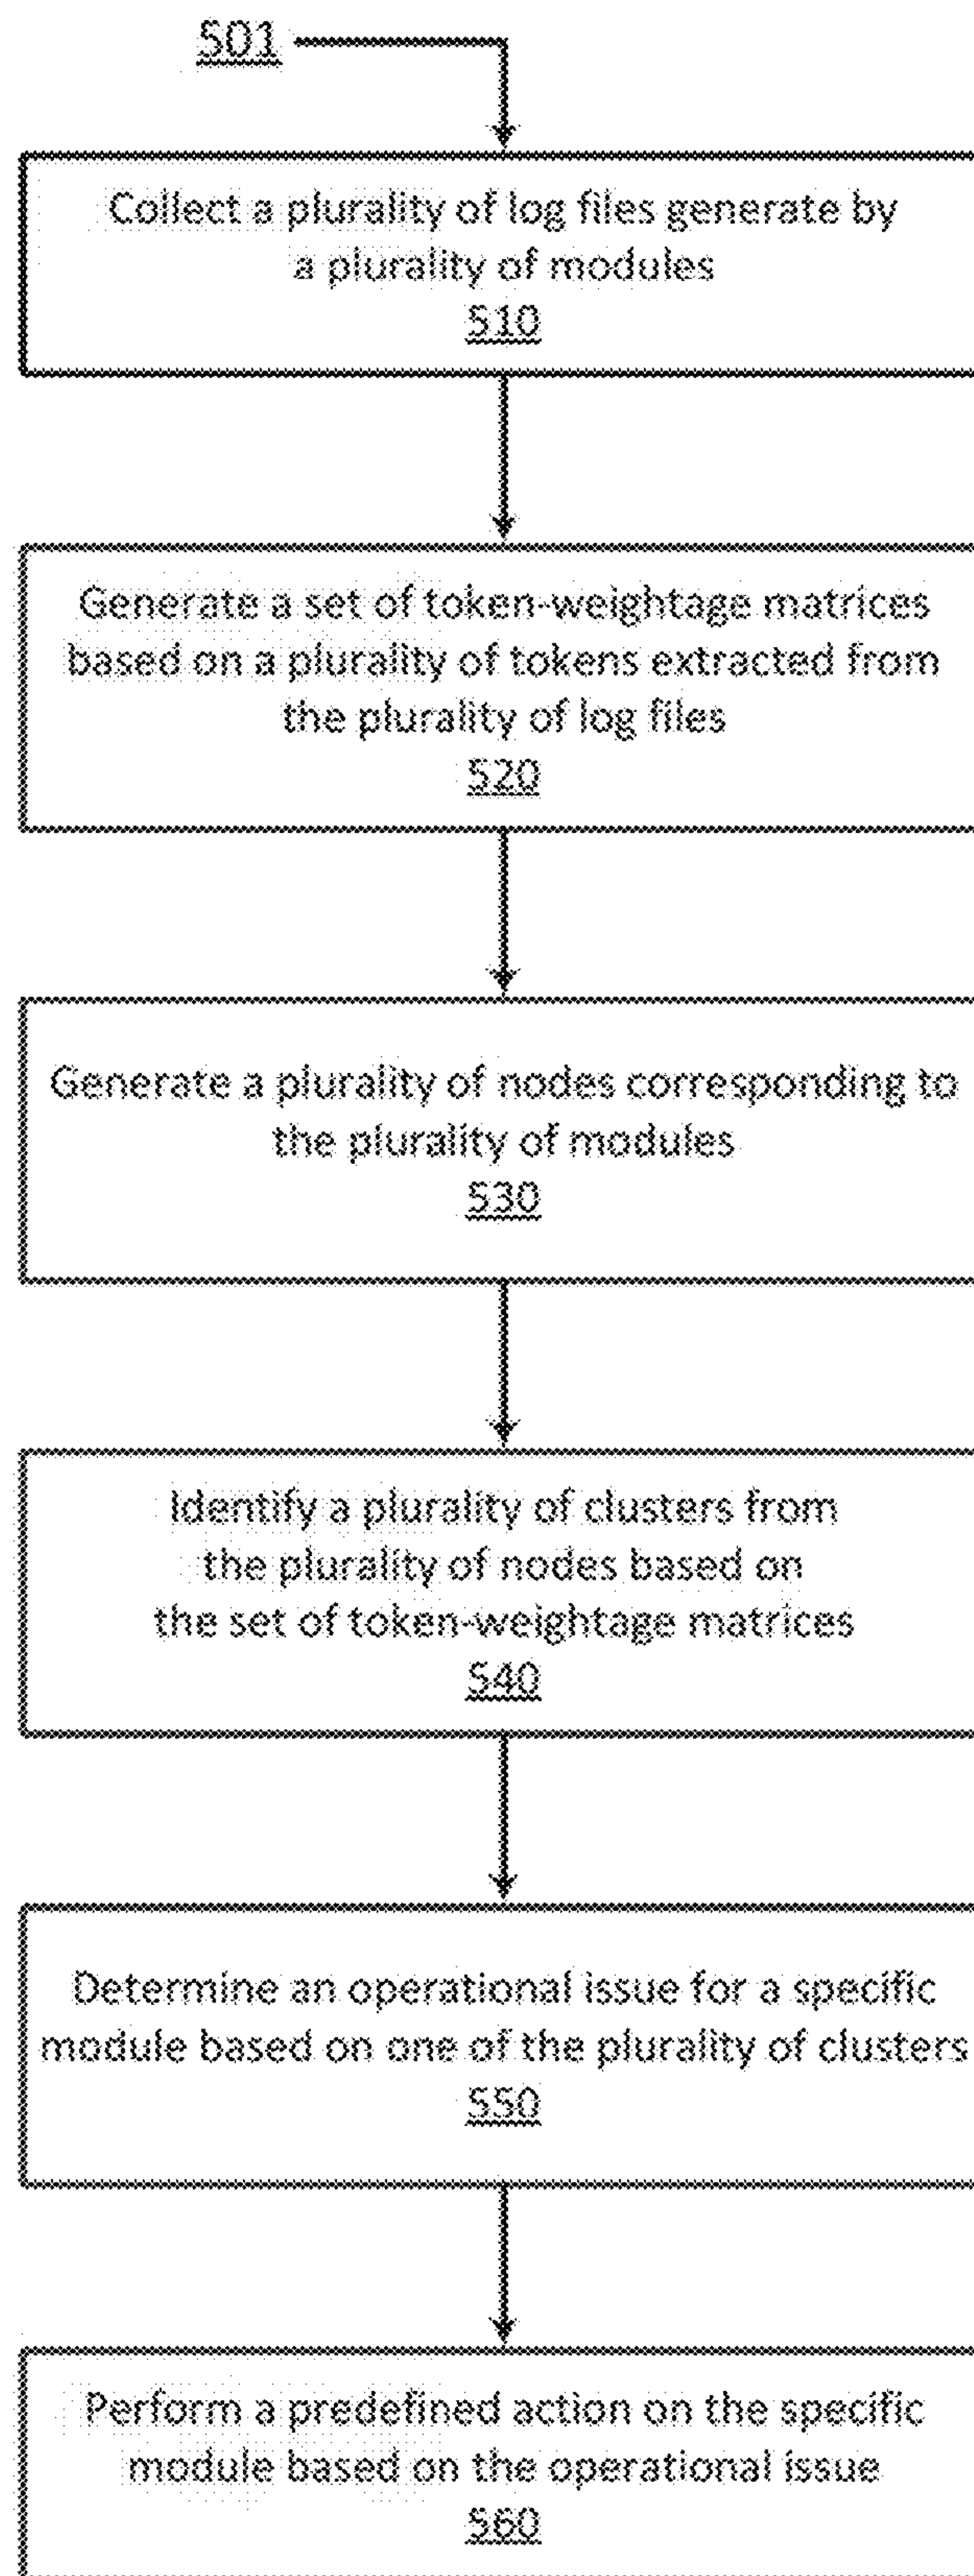 501
Collect a plurality of log files generate by
a plurality of modules
510
Generate a set of token-weightage matrices
based on a plurality of tokens extracted from
the plurality of log files
520
Generate a plurality of nodes corresponding to
the plurality of modules
530
Identify a plurality of clusters from
the plurality of nodes based on
the set of token-weightage matrices
540
Determine an operational issue for a specific
module based on one of the plurality of clusters
550
Perform a predefined action on the specific
module based on the operational issue
560